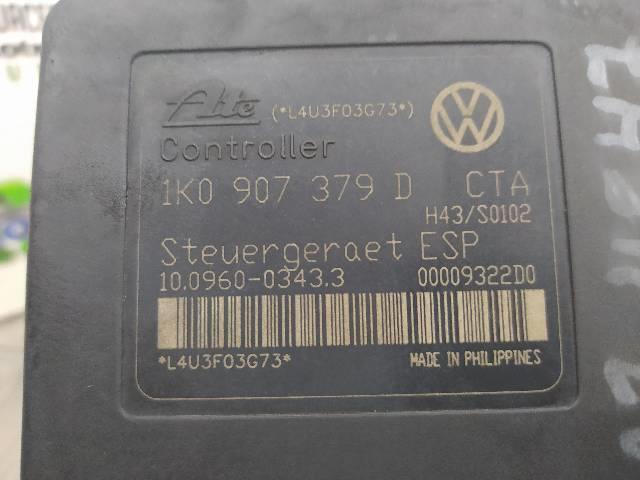 Ate (*L4U3F03G73*)
Controller
1K0 907 379 D CTA
H43/S0102
Steuergeraet ESP
10.0960-0343.3 00009322D0
*L4U3F03G73* MADE IN PHILIPPINES